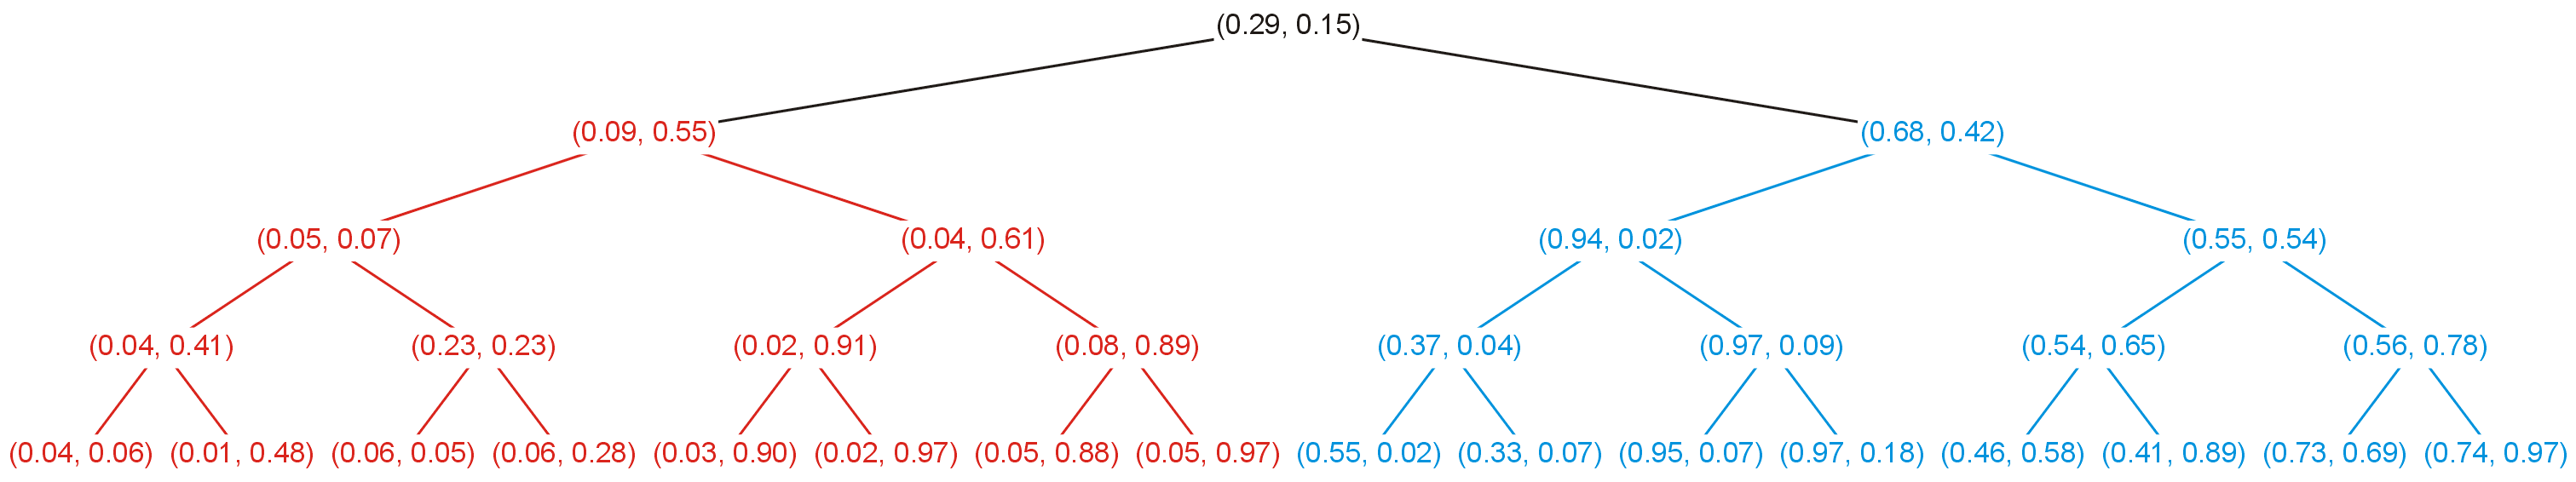 (0.29, 0.15)
(0.09, 0.55) (0.68, 0.42)
(0.05, 0.07) (0.04, 0.61) (0.94, 0.02) (0.55, 0.54)
(0.04, 0.41) (0.23, 0.23) (0.02, 0.91) (0.08, 0.89) (0.37, 0.04) (0.97, 0.09) (0.54, 0.65) (0.56, 0.78)
(0.04, 0.06) (0.01, 0.48) (0.06, 0.05) (0.06, 0.28) (0.03, 0.90) (0.02, 0.97) (0.05, 0.88) (0.05, 0.97) (0.55, 0.02) (0.33, 0.07) (0.95, 0.07) (0.97, 0.18) (0.46, 0.58) (0.41, 0.89) (0.73, 0.69) (0.74, 0.97)